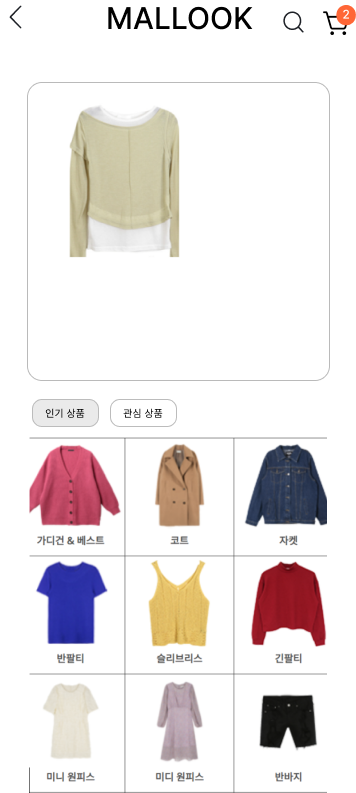 MALLOOK
2
인기 상품
관심 상품
가디건 & 베스트
코트
자켓
반팔티
슬리브리스
긴팔티
미니 원피스
미디 원피스
반바지